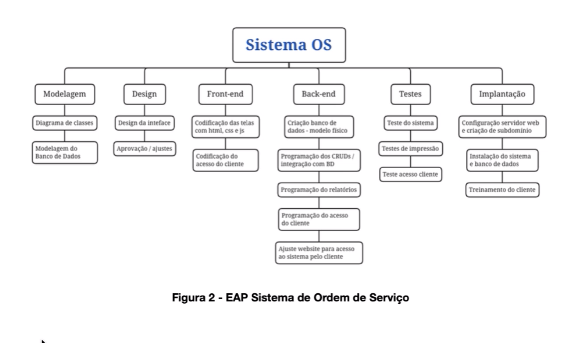 Sistema OS
Modelagem
Design
Front-end
Back-end
Testes
Implantação
Diagrama de classes
Modelagem do
Banco de Dados
Design da inteface
Aprovação / ajustes
Codificação das telas
com html, css e js
Codificação do
acesso do cliente
Criação banco de
dados - modelo físico
Programação dos CRUDs /
integração com BD
Programação do relatórios
Programação do acesso
do cliente
Ajuste website para acesso
ao sistema pelo cliente
Teste do sistema
Testes de impressão
Teste acesso cliente
Configuração servidor web
e criação de subdomínio
Instalação do sistema
e banco de dados
Treinamento do cliente
Figura 2 - EAP Sistema de Ordem de Serviço